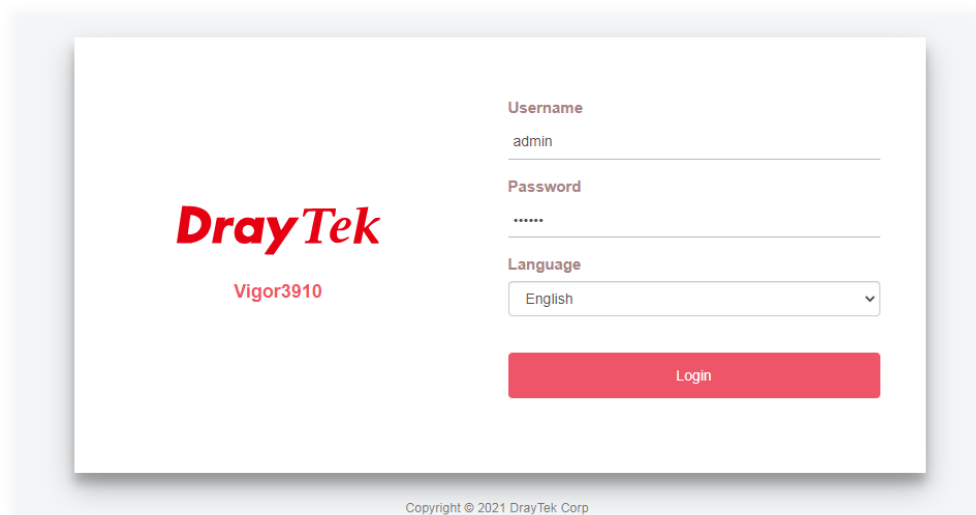 DrayTek
Vigor3910
Username
admin
Password
••••••
Language
English
Login
Copyright © 2021 DrayTek Corp